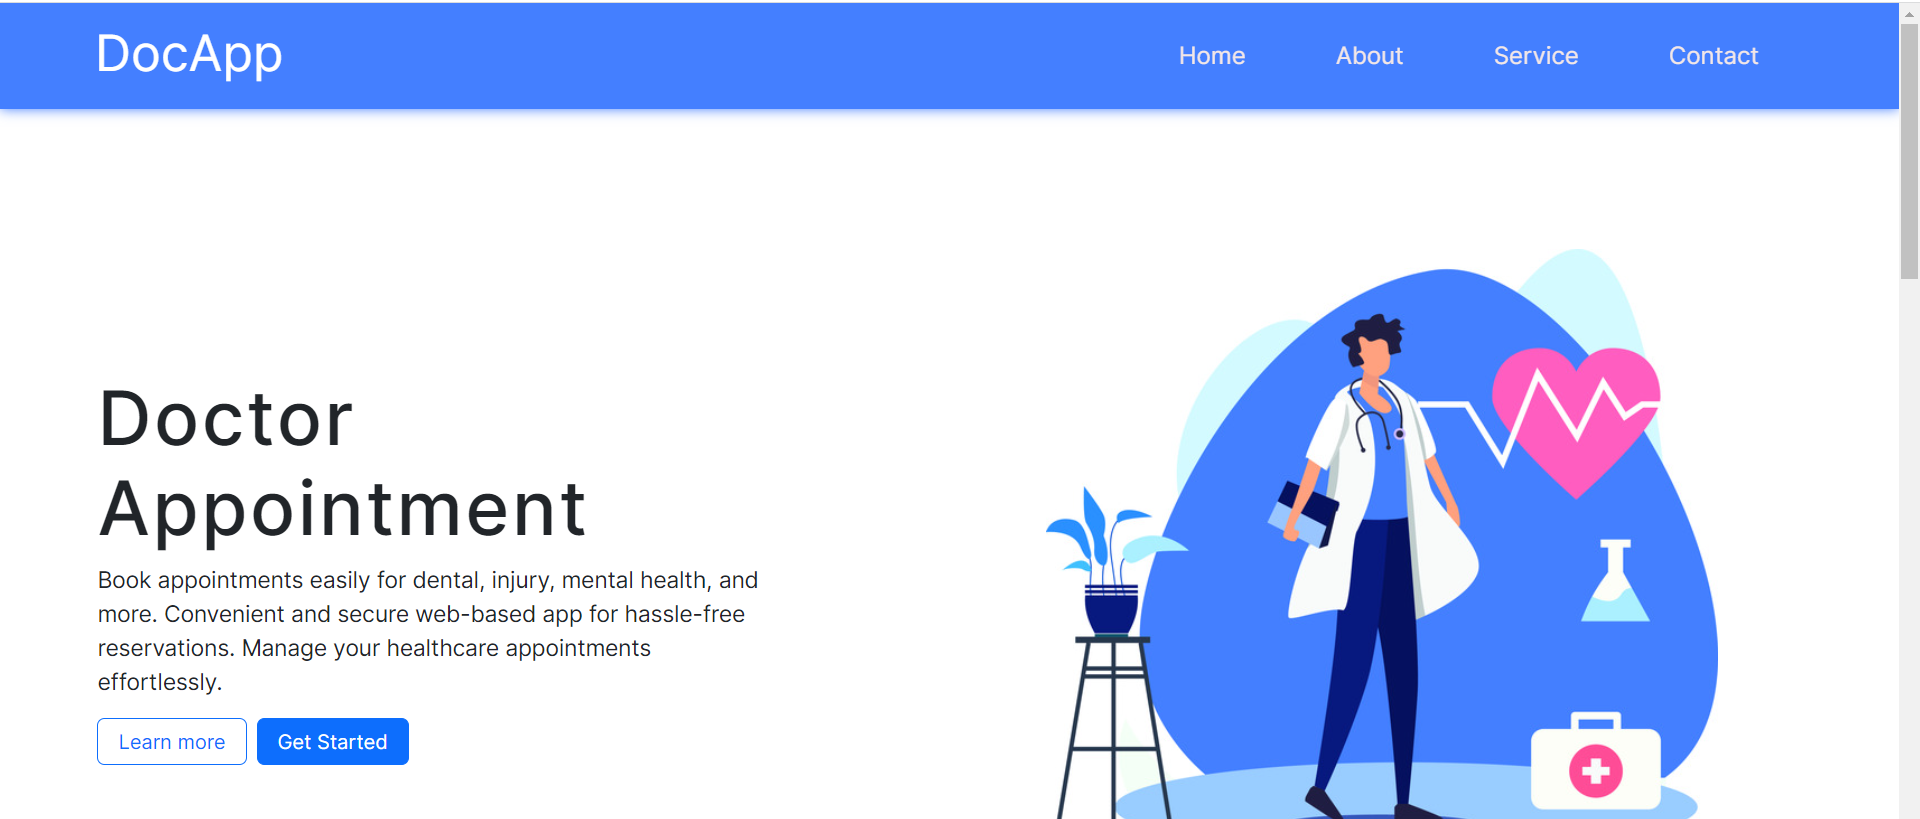 DocApp
Home About Service Contact
Doctor
Appointment
Book appointments easily for dental, injury, mental health, and
more. Convenient and secure web-based app for hassle-free
reservations. Manage your healthcare appointments
effortlessly.
Learn more Get Started